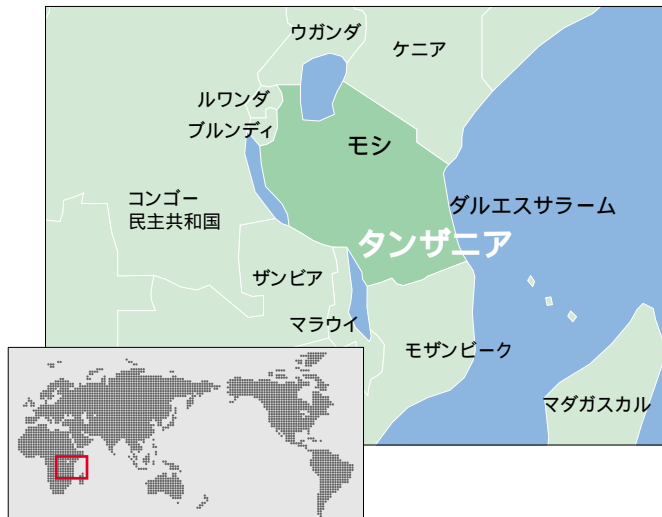 ウガンダ
ケニア
ルワンダ
ブルンディ
モシ
コンゴー
民主共和国
ダルエスサラーム
タンザニア
ザンビア
マラウイ
モザンビーク
マダガスカル